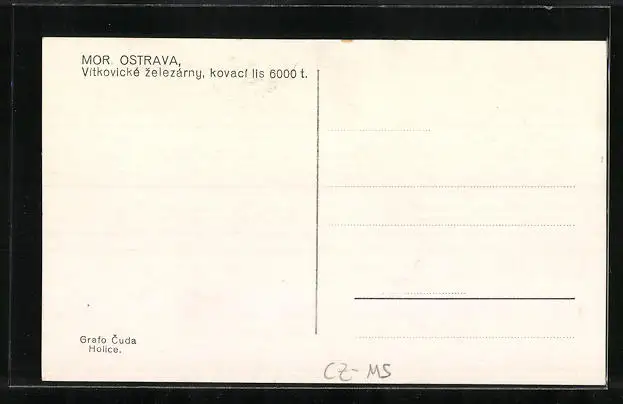 MOR. OSTRAVA,
Vítkovické železárny, kovací lis 6000 t.
Grafo Čuda
Holice.
CZ-MS